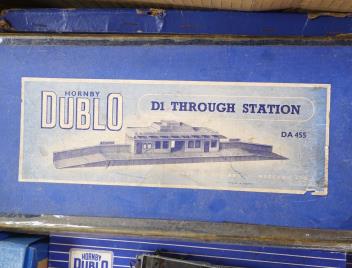 HORNBY
DUBLO
D1 THROUGH STATION
DA 455
HORNBY
DUBLO